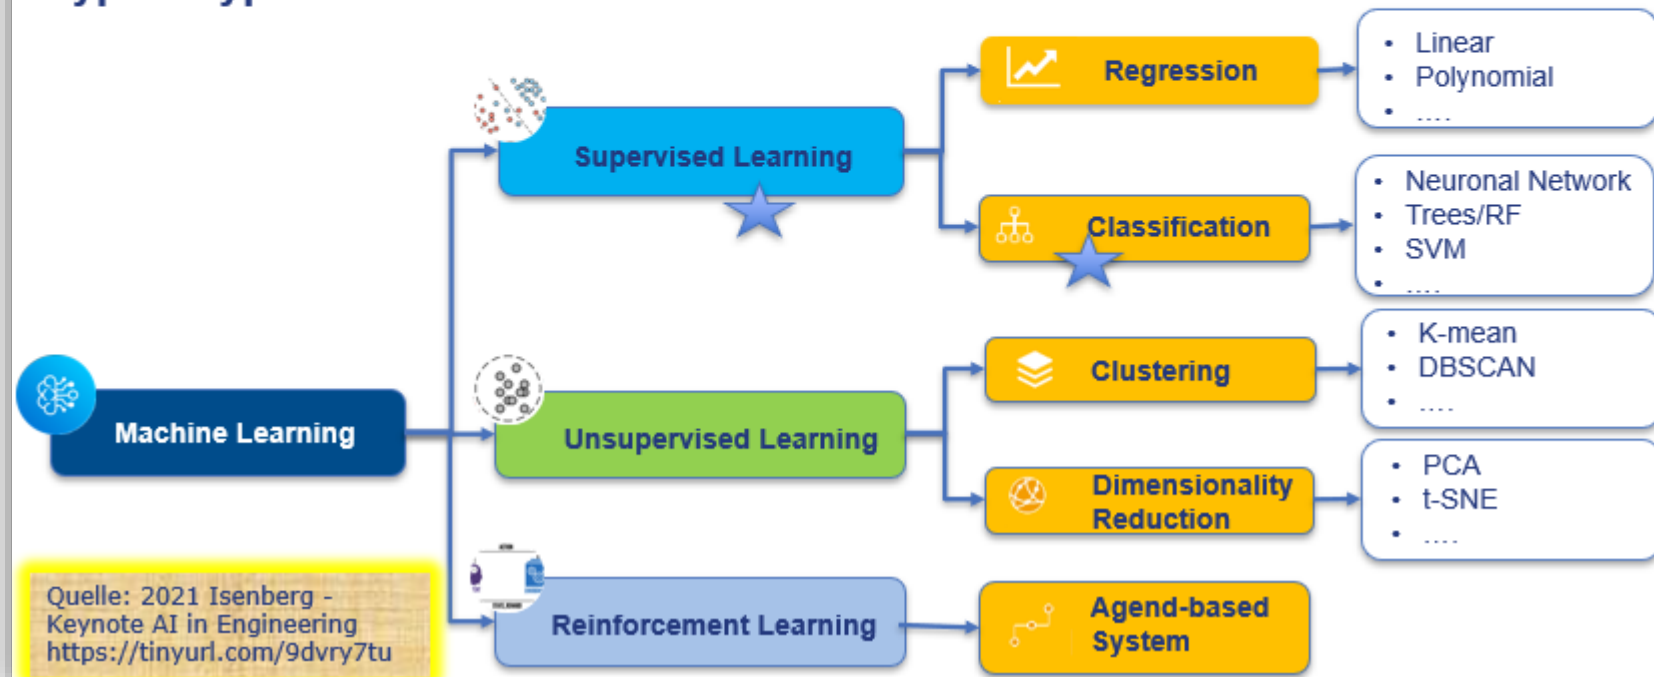 Linear
Polynomial
....
Regression
Supervised Learning
Neuronal Network
Trees/RF
SVM
....
Classification
K-mean
DBSCAN
....
Clustering
Machine Learning
Unsupervised Learning
PCA
t-SNE
....
Dimensionality
Reduction
Quelle: 2021 Isenberg -
Keynote AI in Engineering
https://tinyurl.com/9dvry7tu
Reinforcement Learning
Agend-based
System